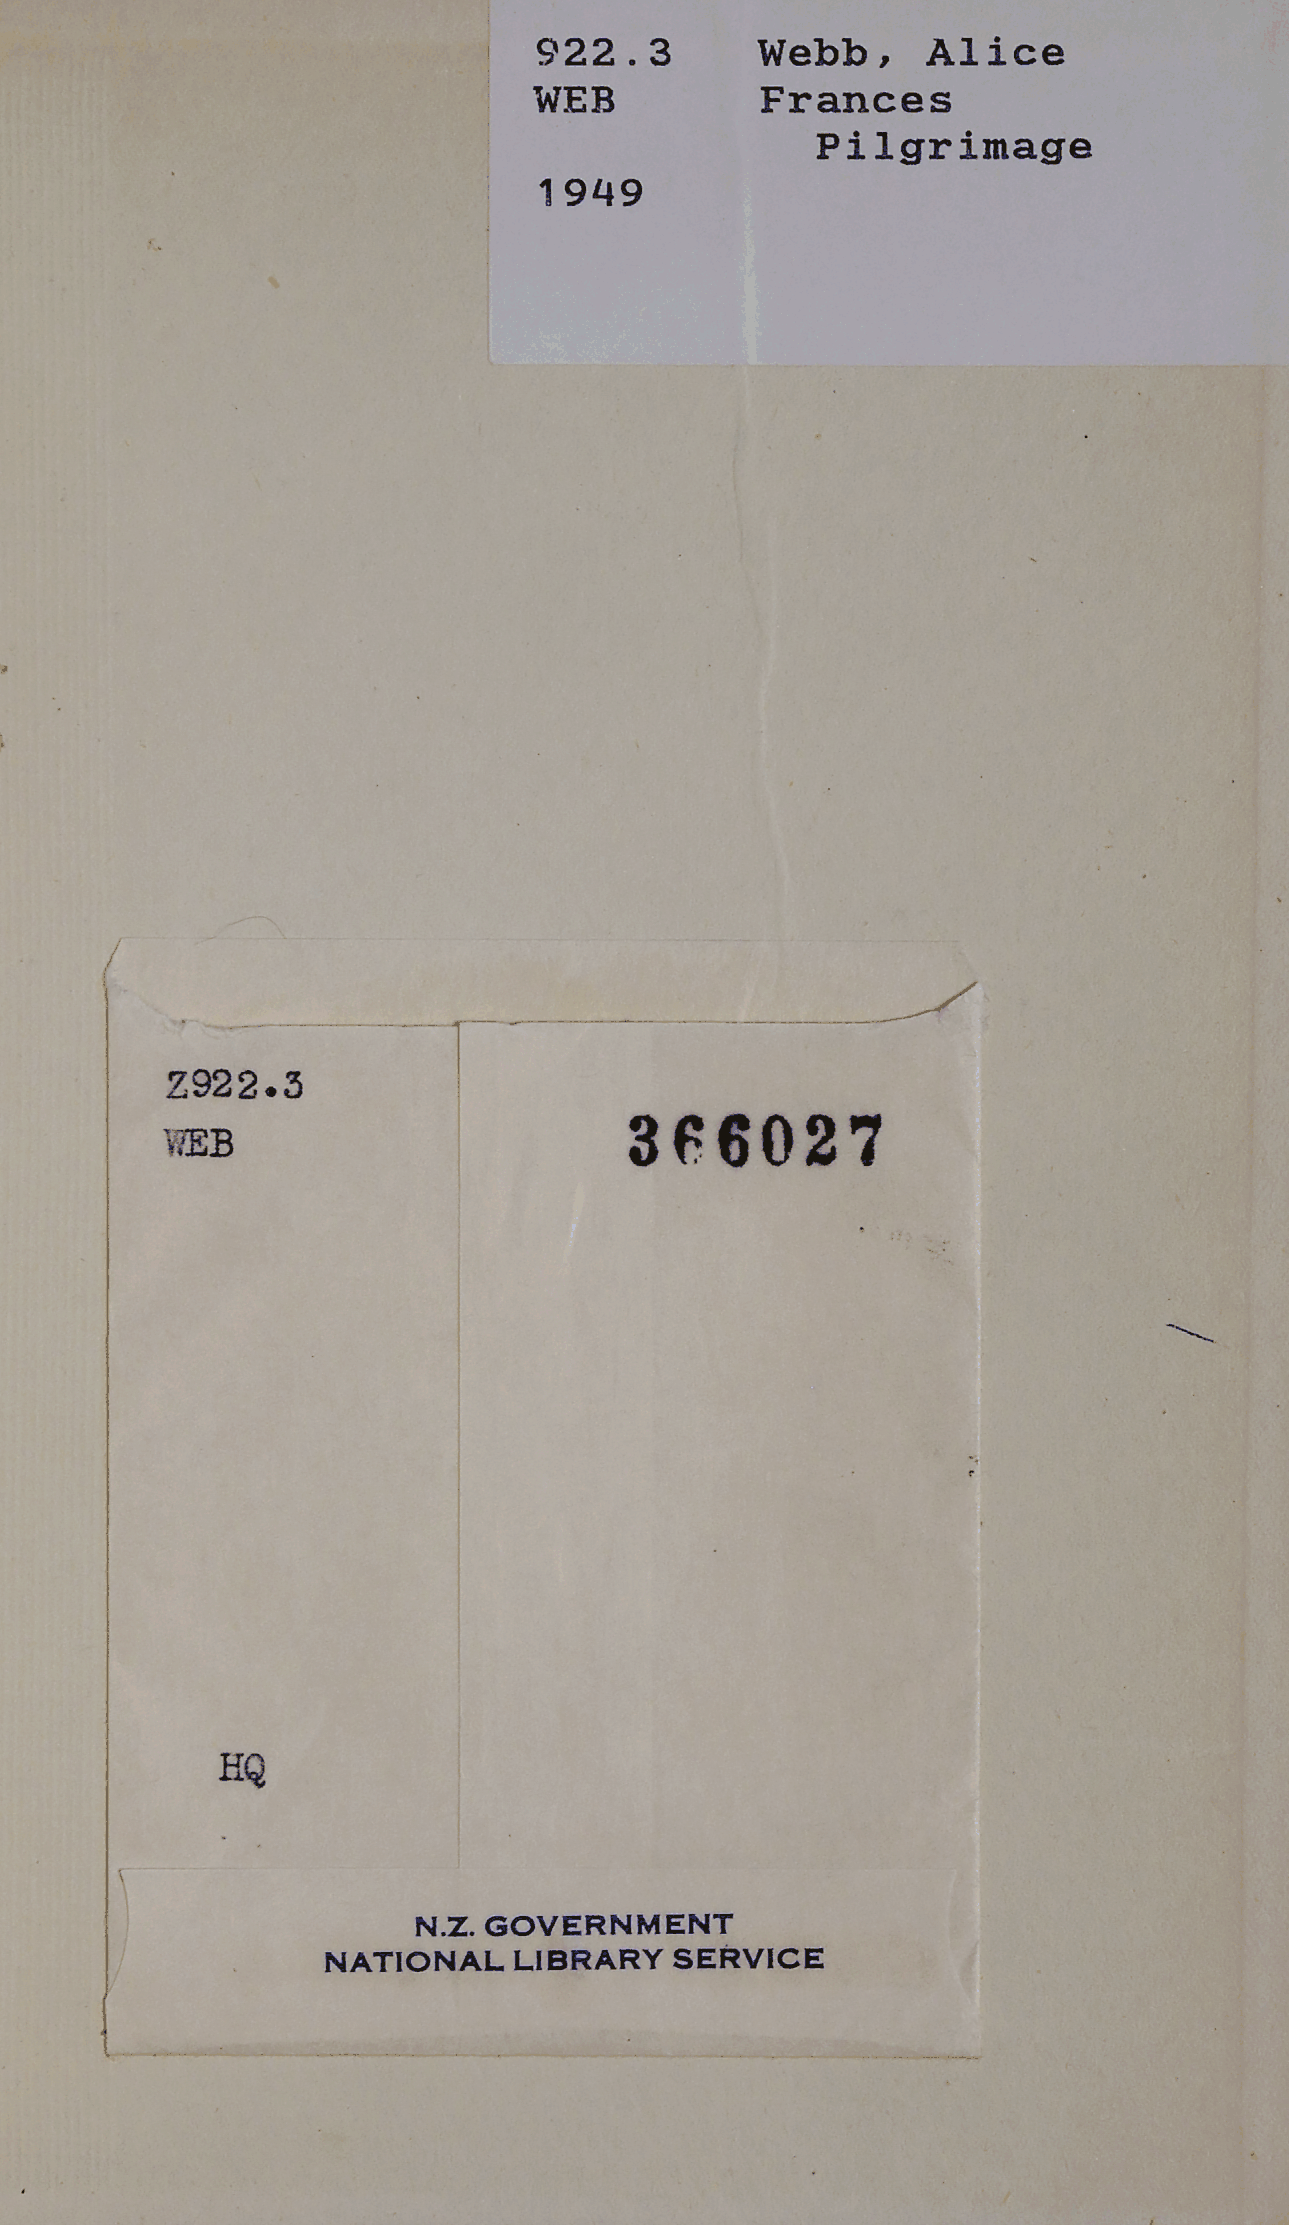 922.3 Webb, Alice
WEB Frances
Pilgrimage
1949
Z922.3
WEB
366027
HQ
N.Z. GOVERNMENT
NATIONAL LIBRARY SERVICE